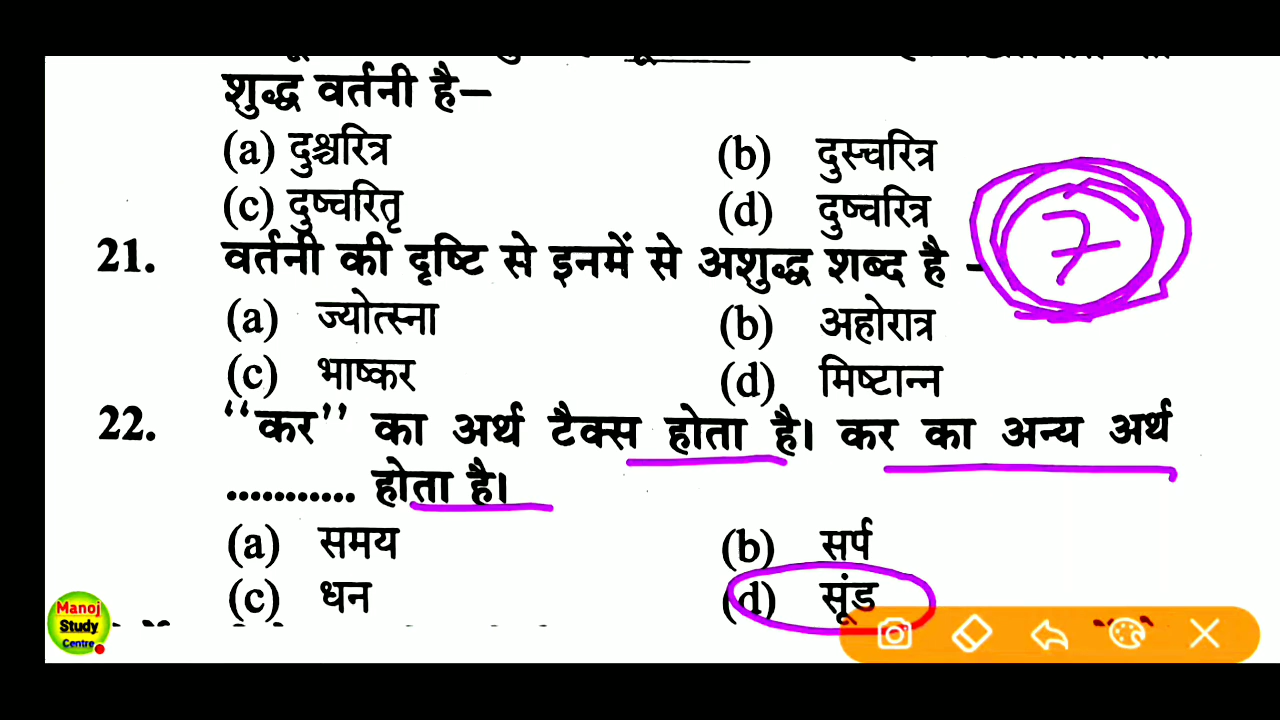 शुद्ध वर्तनी है–
(a) दुश्चरित्र (b) दुस्चरित्र
(c) दुष्चरितृ (d) दुष्चरित्र
21. वर्तनी की दृष्टि से इनमें से अशुद्ध शब्द है -
7
(a) ज्योत्स्ना (b) अहोरात्र
(c) भाष्कर (d) मिष्टान्न
22. “कर” का अर्थ टैक्स होता है। कर का अन्य अर्थ
........... होता है।
(a) समय (b) सर्प
(c) धन (d) सूंड
Manoj
Study
Centre